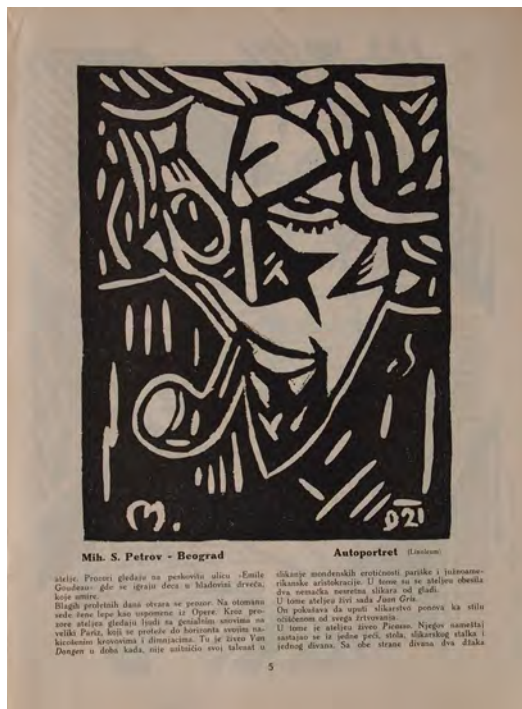 M.
021
Mih. S. Petrov - Beograd
Autoportret (Linoleum)
atelje. Prozori gledaju na peskovitu ulicu »Emile
Goudeau« gde se igraju deca u hladovini drveća,
koje umire.
Blagih proletnih dana otvara se prozor. Na otomanu
sede žene lepo kao uspomene iz Opere. Kroz pro-
zore ateljea gledaju ljudi sa genialnim snovima na
veliki Pariz, koji se proteže do horizonta svojim na-
kićenim krovovima i dimnjacima. Tu je živeo Van
Dongen u doba kada, nije uništio svoj talenat u
slikanje mondenskih erotičnosti pariške i južnoame-
rikanske aristokracije. U tome su se ateljeu obesila
dva nemačka nesretna slikara od gladi.
U tome ateljeu živi sada Juan Gris.
On pokušava da uputi slikarstvo ponova ka stilu
očišćenom od svega žrtvovanja.
U tome je ateljeu živeo Picasso. Njegov nameštaj
sastojao se iz jedne peći, stola, slikarskog stalka i
jednog divana. Sa obe strane divana dva džaka
5